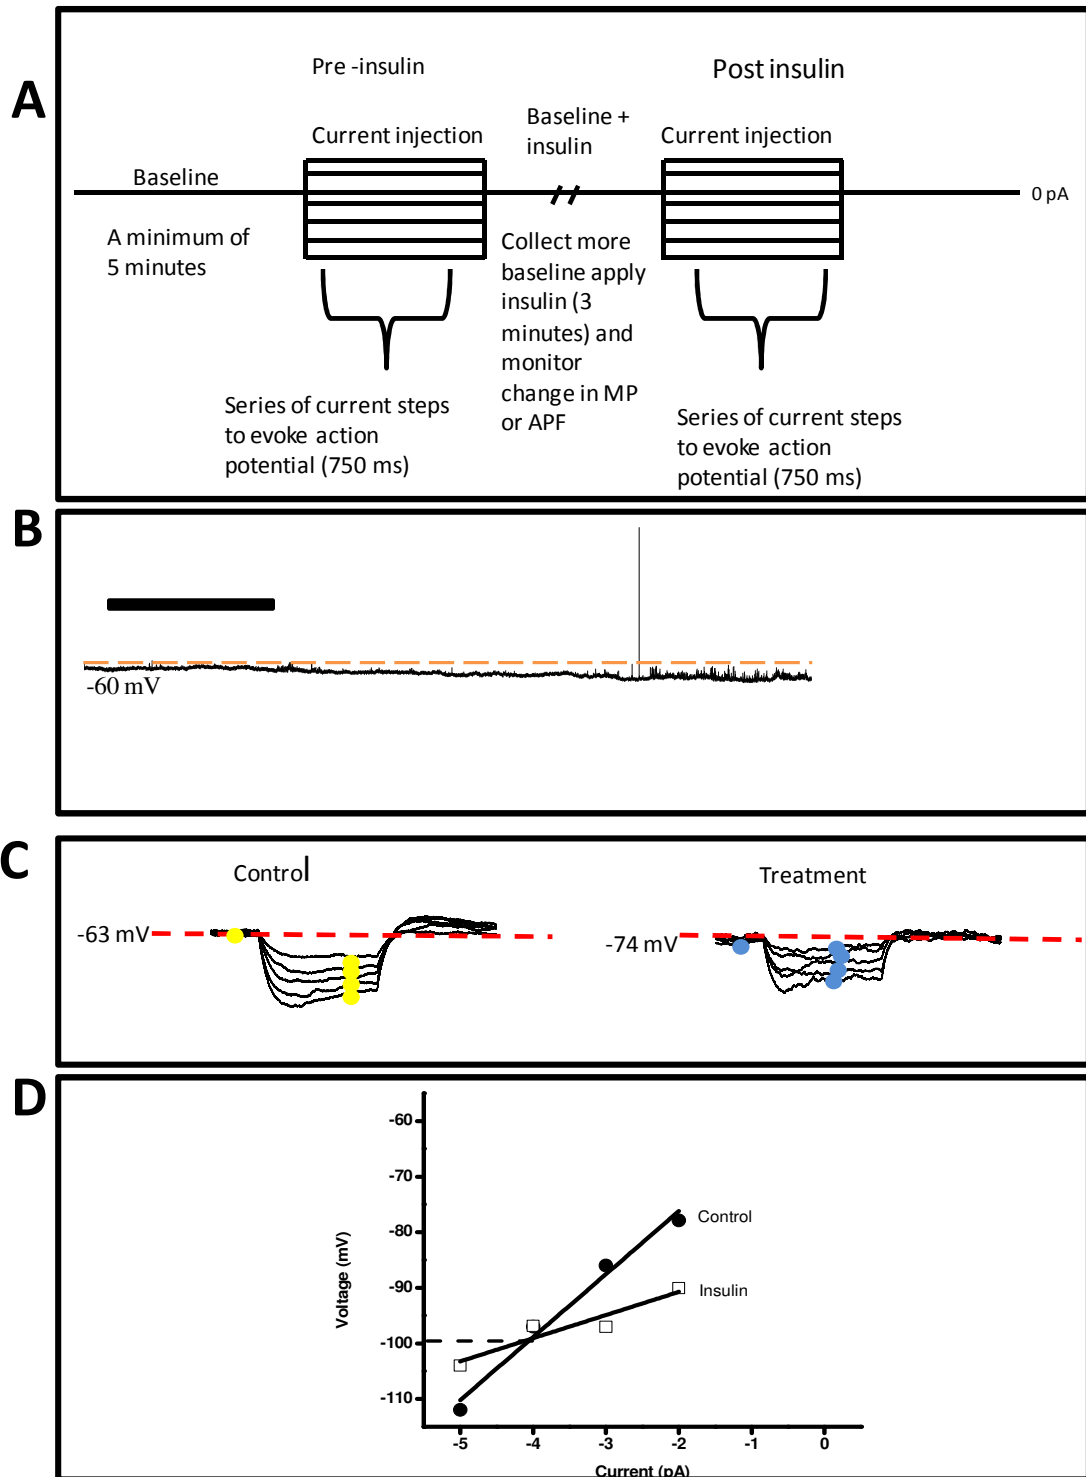 A
Pre -insulin
Post insulin
Current injection
Baseline +
insulin
Current injection
Baseline
0 pA
A minimum of
5 minutes
Collect more
baseline apply
insulin (3
minutes) and
monitor
change in MP
or APF
Series of current steps
to evoke action
potential (750 ms)
Series of current steps
to evoke action
potential (750 ms)
B
-60 mV
C
Control
Treatment
-63 mV
-74 mV
D
-60
-70
-80
-90
-100
-110
Voltage (mV)
Control
Insulin
-5
-4
-3
-2
-1
0
Current (pA)